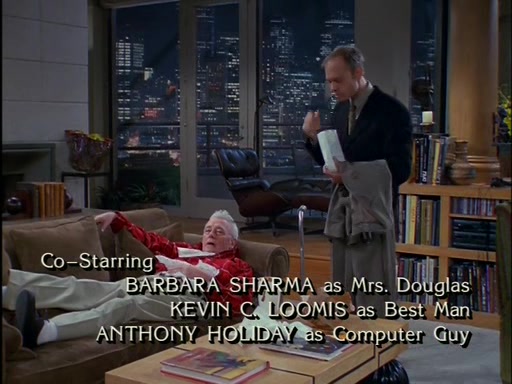 Co–Starring
BARBARA SHARMA as Mrs. Douglas
KEVIN C. LOOMIS as Best Man
ANTHONY HOLIDAY as Computer Guy